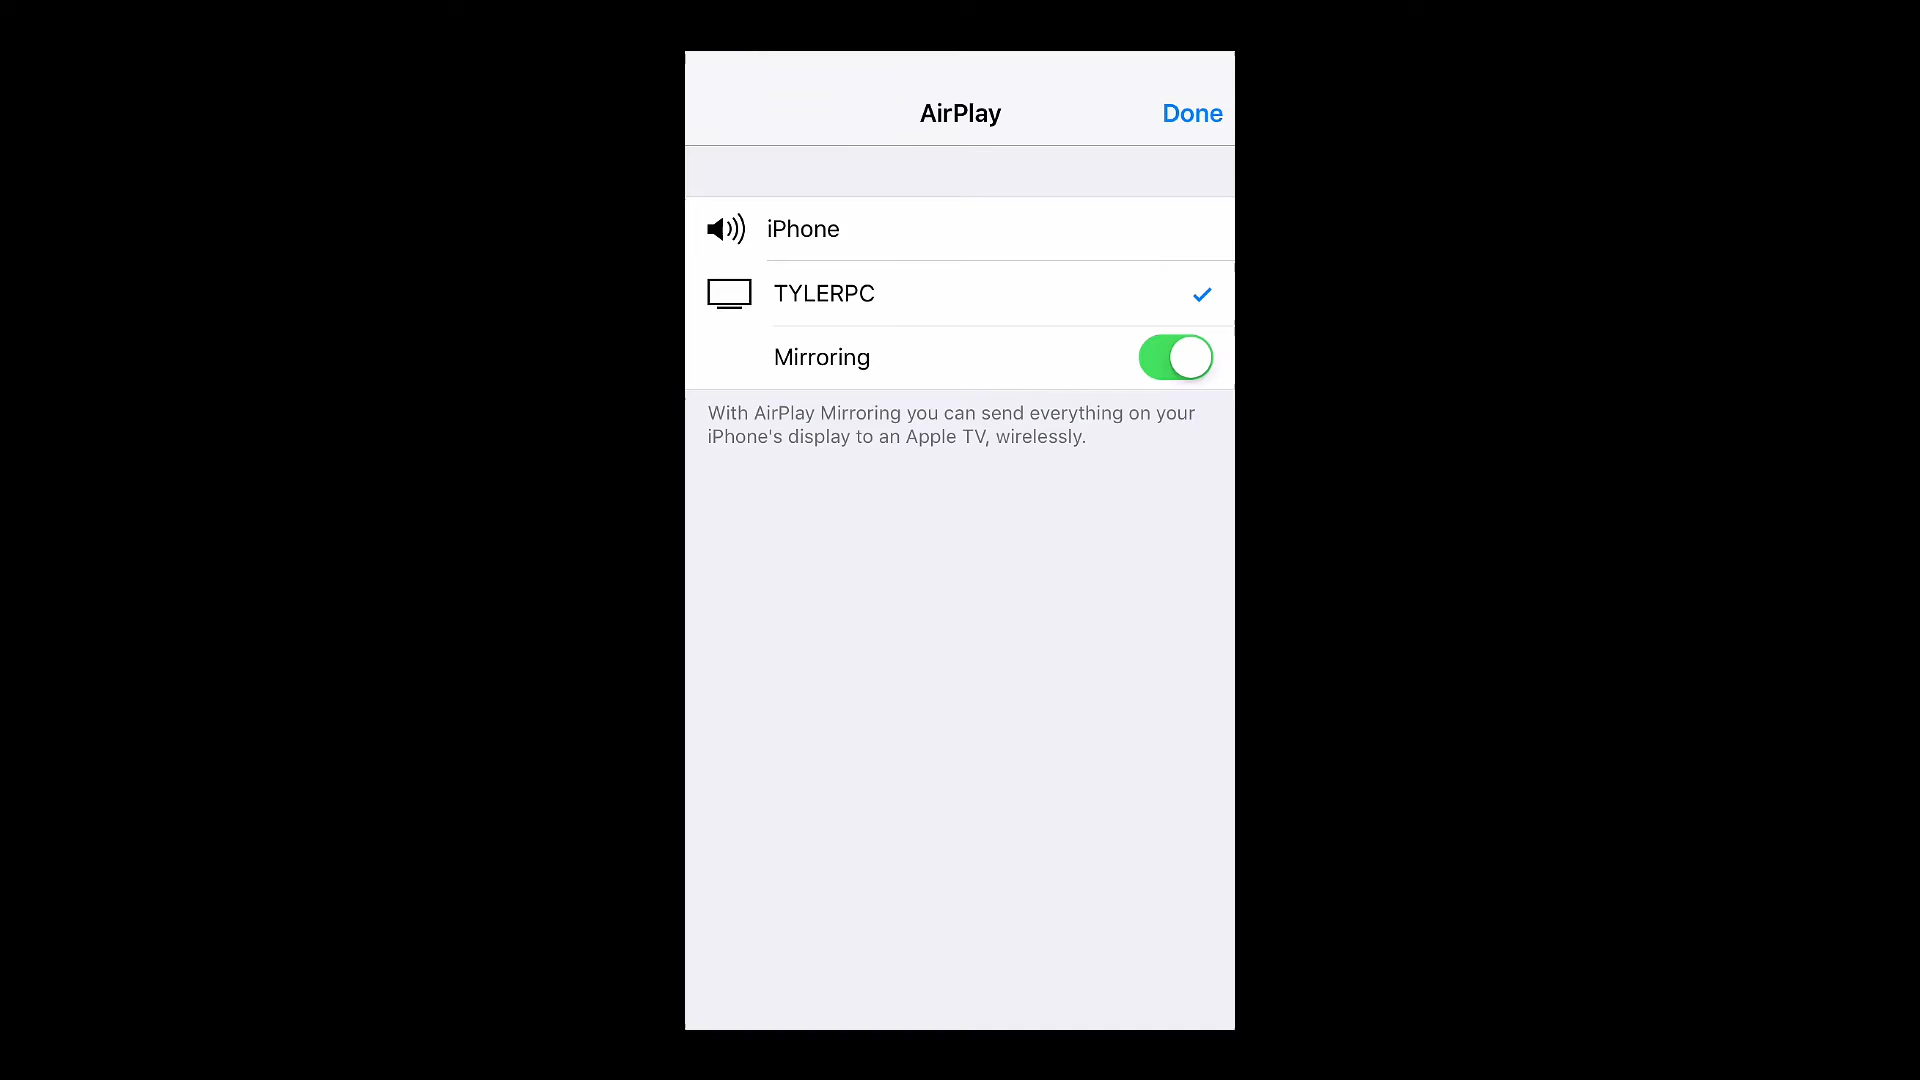 AirPlay
Done
iPhone
TYLERPC
Mirroring
With AirPlay Mirroring you can send everything on your
iPhone's display to an Apple TV, wirelessly.